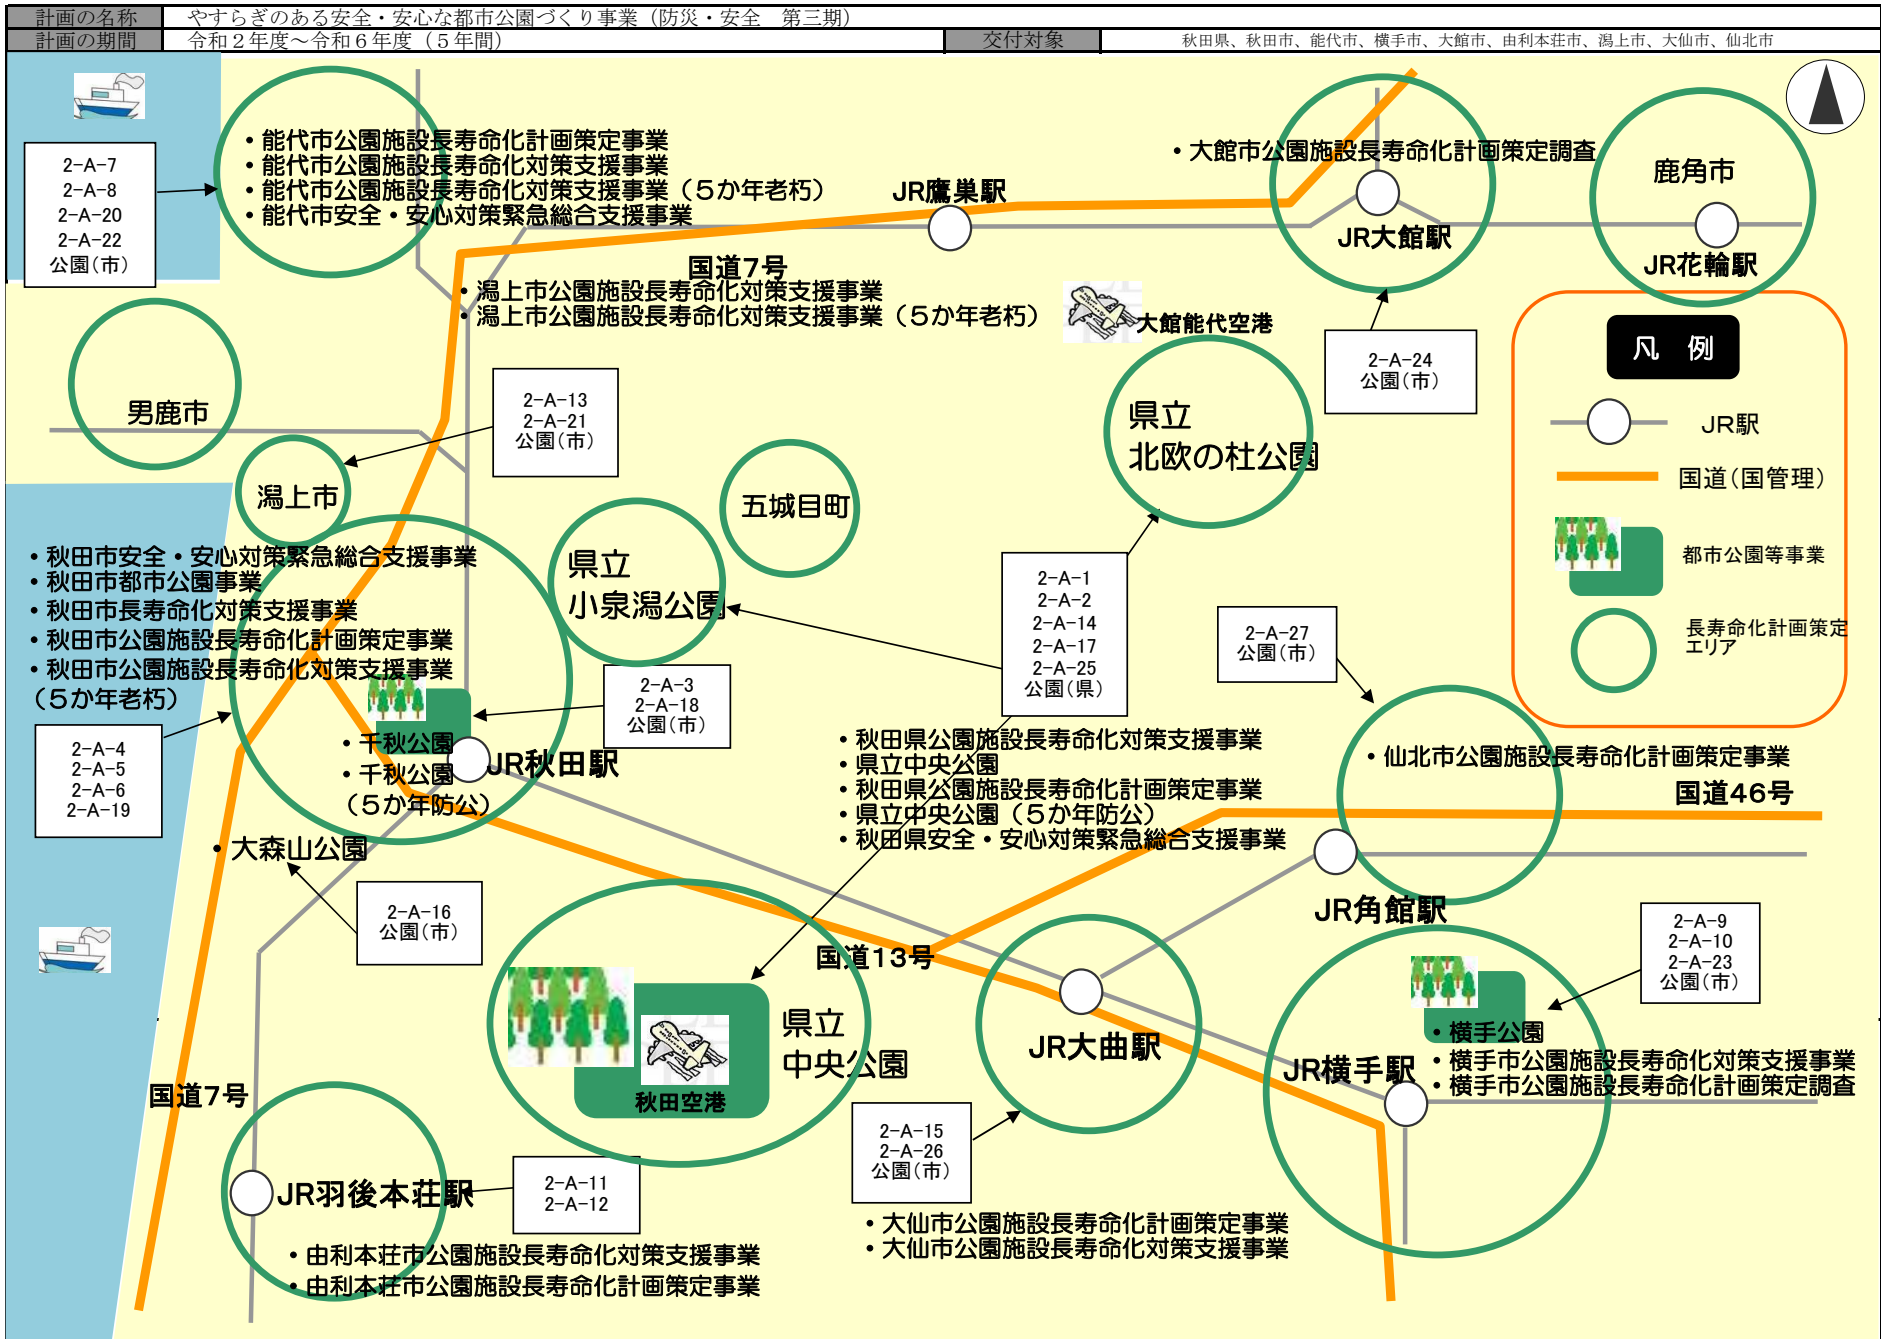 計画の名称
やすらぎのある安全・安心な都市公園づくり事業（防災・安全　第三期）
計画の期間
令和２年度～令和６年度（５年間）
交付対象
秋田県、秋田市、能代市、横手市、大館市、由利本荘市、潟上市、大仙市、仙北市
2-A-7
2-A-8
2-A-20
2-A-22
公園（市）
・能代市公園施設長寿命化計画策定事業
・能代市公園施設長寿命化対策支援事業
・能代市公園施設長寿命化対策支援事業（５か年老朽）
・能代市安全・安心対策緊急総合支援事業
JR鷹巣駅
・大館市公園施設長寿命化計画策定調査
JR大館駅
鹿角市
JR花輪駅
国道7号
・潟上市公園施設長寿命化対策支援事業
・潟上市公園施設長寿命化対策支援事業（５か年老朽）
大館能代空港
2-A-24
公園（市）
凡　例
JR駅
国道（国管理）
都市公園等事業
長寿命化計画策定
エリア
男鹿市
2-A-13
2-A-21
公園（市）
県立
北欧の杜公園
潟上市
五城目町
県立
小泉潟公園
・秋田市安全・安心対策緊急総合支援事業
・秋田市都市公園事業
・秋田市長寿命化対策支援事業
・秋田市公園施設長寿命化計画策定事業
・秋田市公園施設長寿命化対策支援事業
（５か年老朽）
2-A-1
2-A-2
2-A-14
2-A-17
2-A-25
公園（県）
2-A-27
公園（市）
2-A-3
2-A-18
公園（市）
2-A-4
2-A-5
2-A-6
2-A-19
・千秋公園
・千秋公園
（５か年防公）
JR秋田駅
・秋田県公園施設長寿命化対策支援事業
・県立中央公園
・秋田県公園施設長寿命化計画策定事業
・県立中央公園（５か年防公）
・秋田県安全・安心対策緊急総合支援事業
・仙北市公園施設長寿命化計画策定事業
国道46号
・大森山公園
2-A-16
公園（市）
JR角館駅
国道13号
2-A-9
2-A-10
2-A-23
公園（市）
県立
中央公園
秋田空港
JR大曲駅
JR横手駅
・横手公園
・横手市公園施設長寿命化対策支援事業
・横手市公園施設長寿命化計画策定調査
国道7号
2-A-15
2-A-26
公園（市）
JR羽後本荘駅
2-A-11
2-A-12
・大仙市公園施設長寿命化計画策定事業
・大仙市公園施設長寿命化対策支援事業
・由利本荘市公園施設長寿命化対策支援事業
・由利本荘市公園施設長寿命化計画策定事業